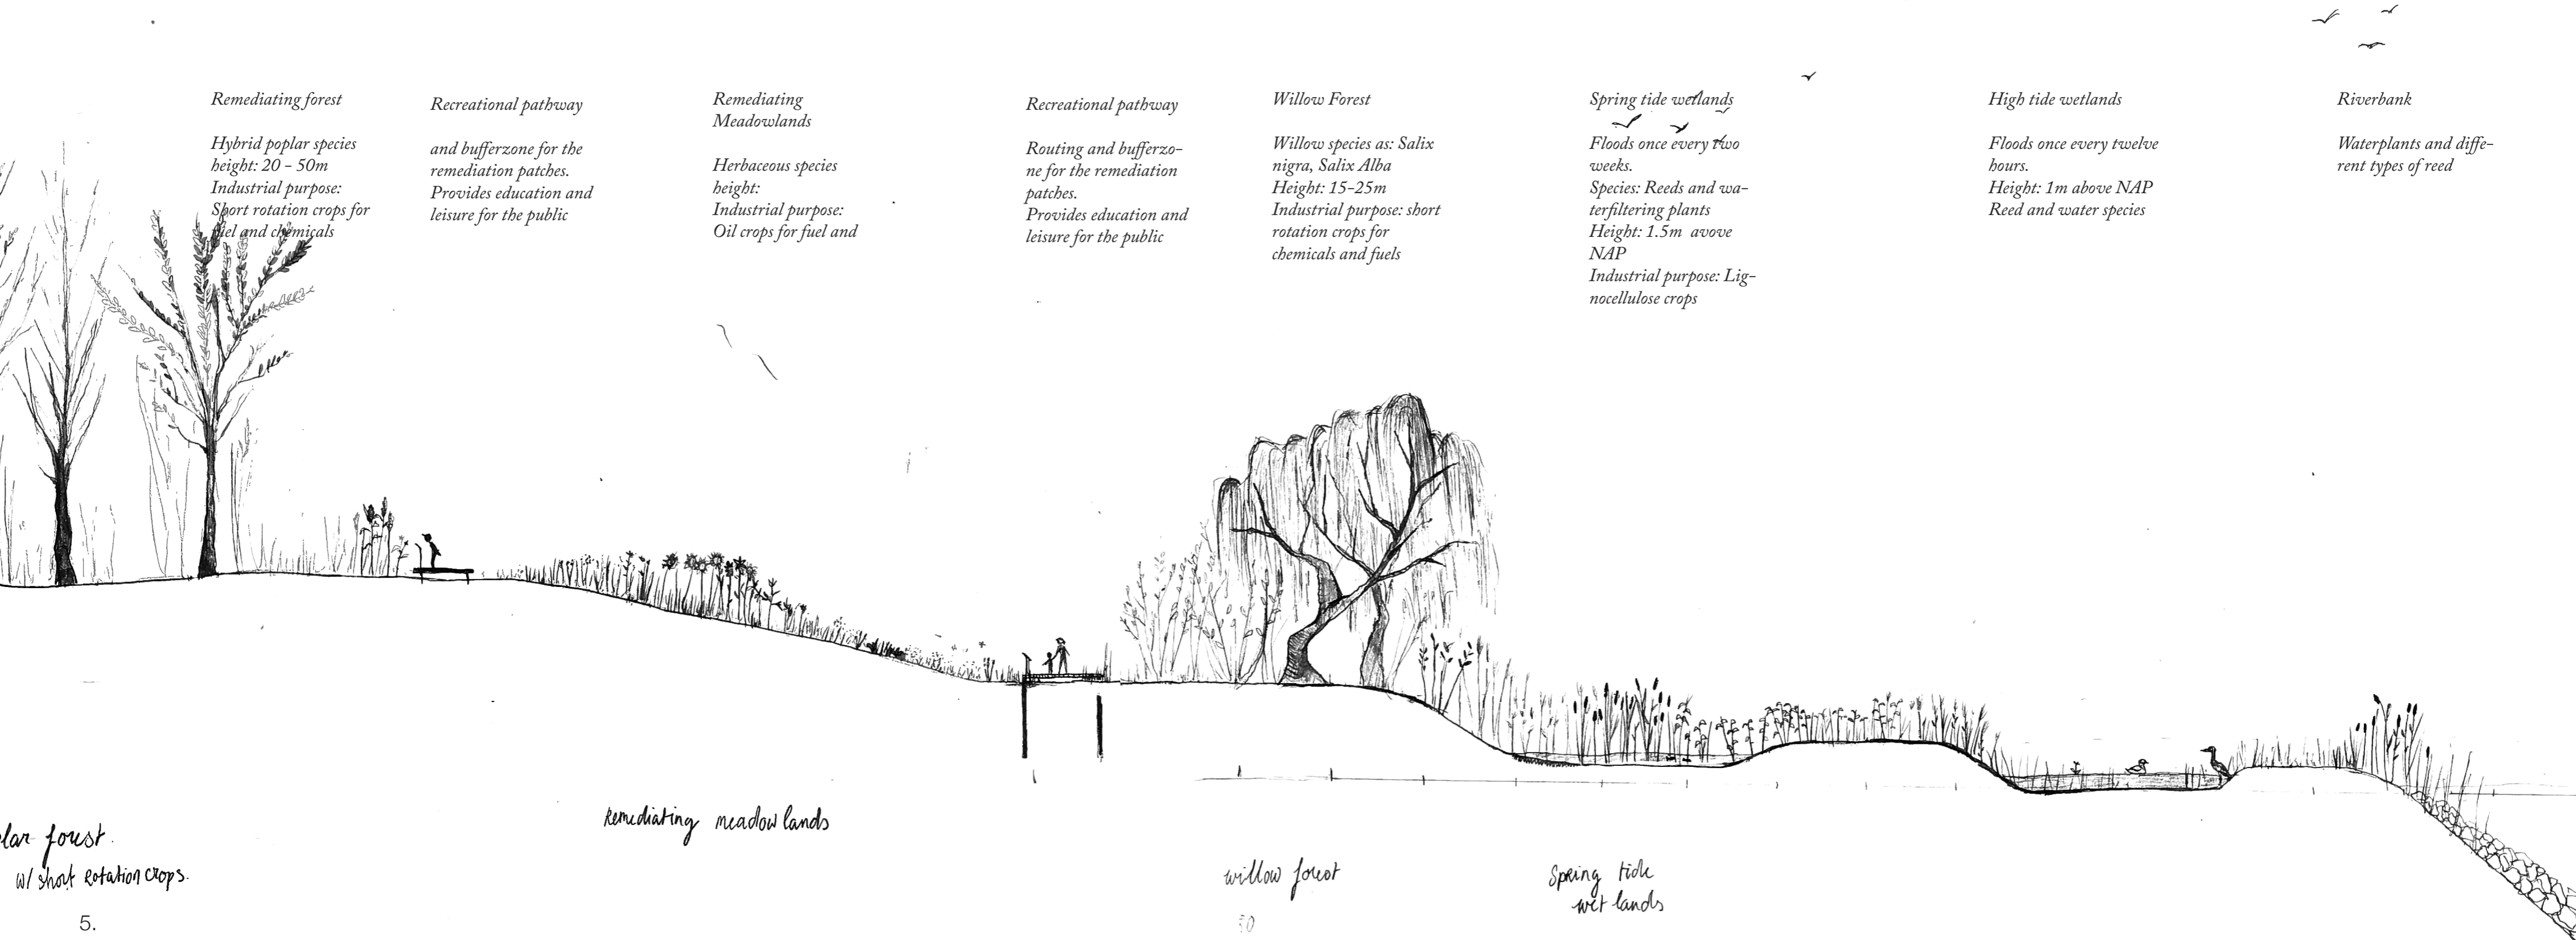 Remediating forest
Hybrid poplar species
height: 20 - 50m
Industrial purpose:
Short rotation crops for
fuel and chemicals
Recreational pathway
and bufferzone for the
remediation patches.
Provides education and
leisure for the public
Remediating
Meadowlands
Herbaceous species
height:
Industrial purpose:
Oil crops for fuel and
Recreational pathway
Routing and bufferzo-
ne for the remediation
patches.
Provides education and
leisure for the public
Willow Forest
Willow species as: Salix
nigra, Salix Alba
Height: 15-25m
Industrial purpose: short
rotation crops for
chemicals and fuels
Spring tide wetlands
Floods once every two
weeks.
Species: Reeds and wa-
terfiltering plants
Height: 1.5m avove
NAP
Industrial purpose: Lig-
nocellulose crops
High tide wetlands
Floods once every twelve
hours.
Height: 1m above NAP
Reed and water species
Riverbank
Waterplants and diffe-
rent types of reed
lar forest.
w/ short rotation crops.
5.
Remediating meadowlands
willow forest
30
Spring tide
wetlands